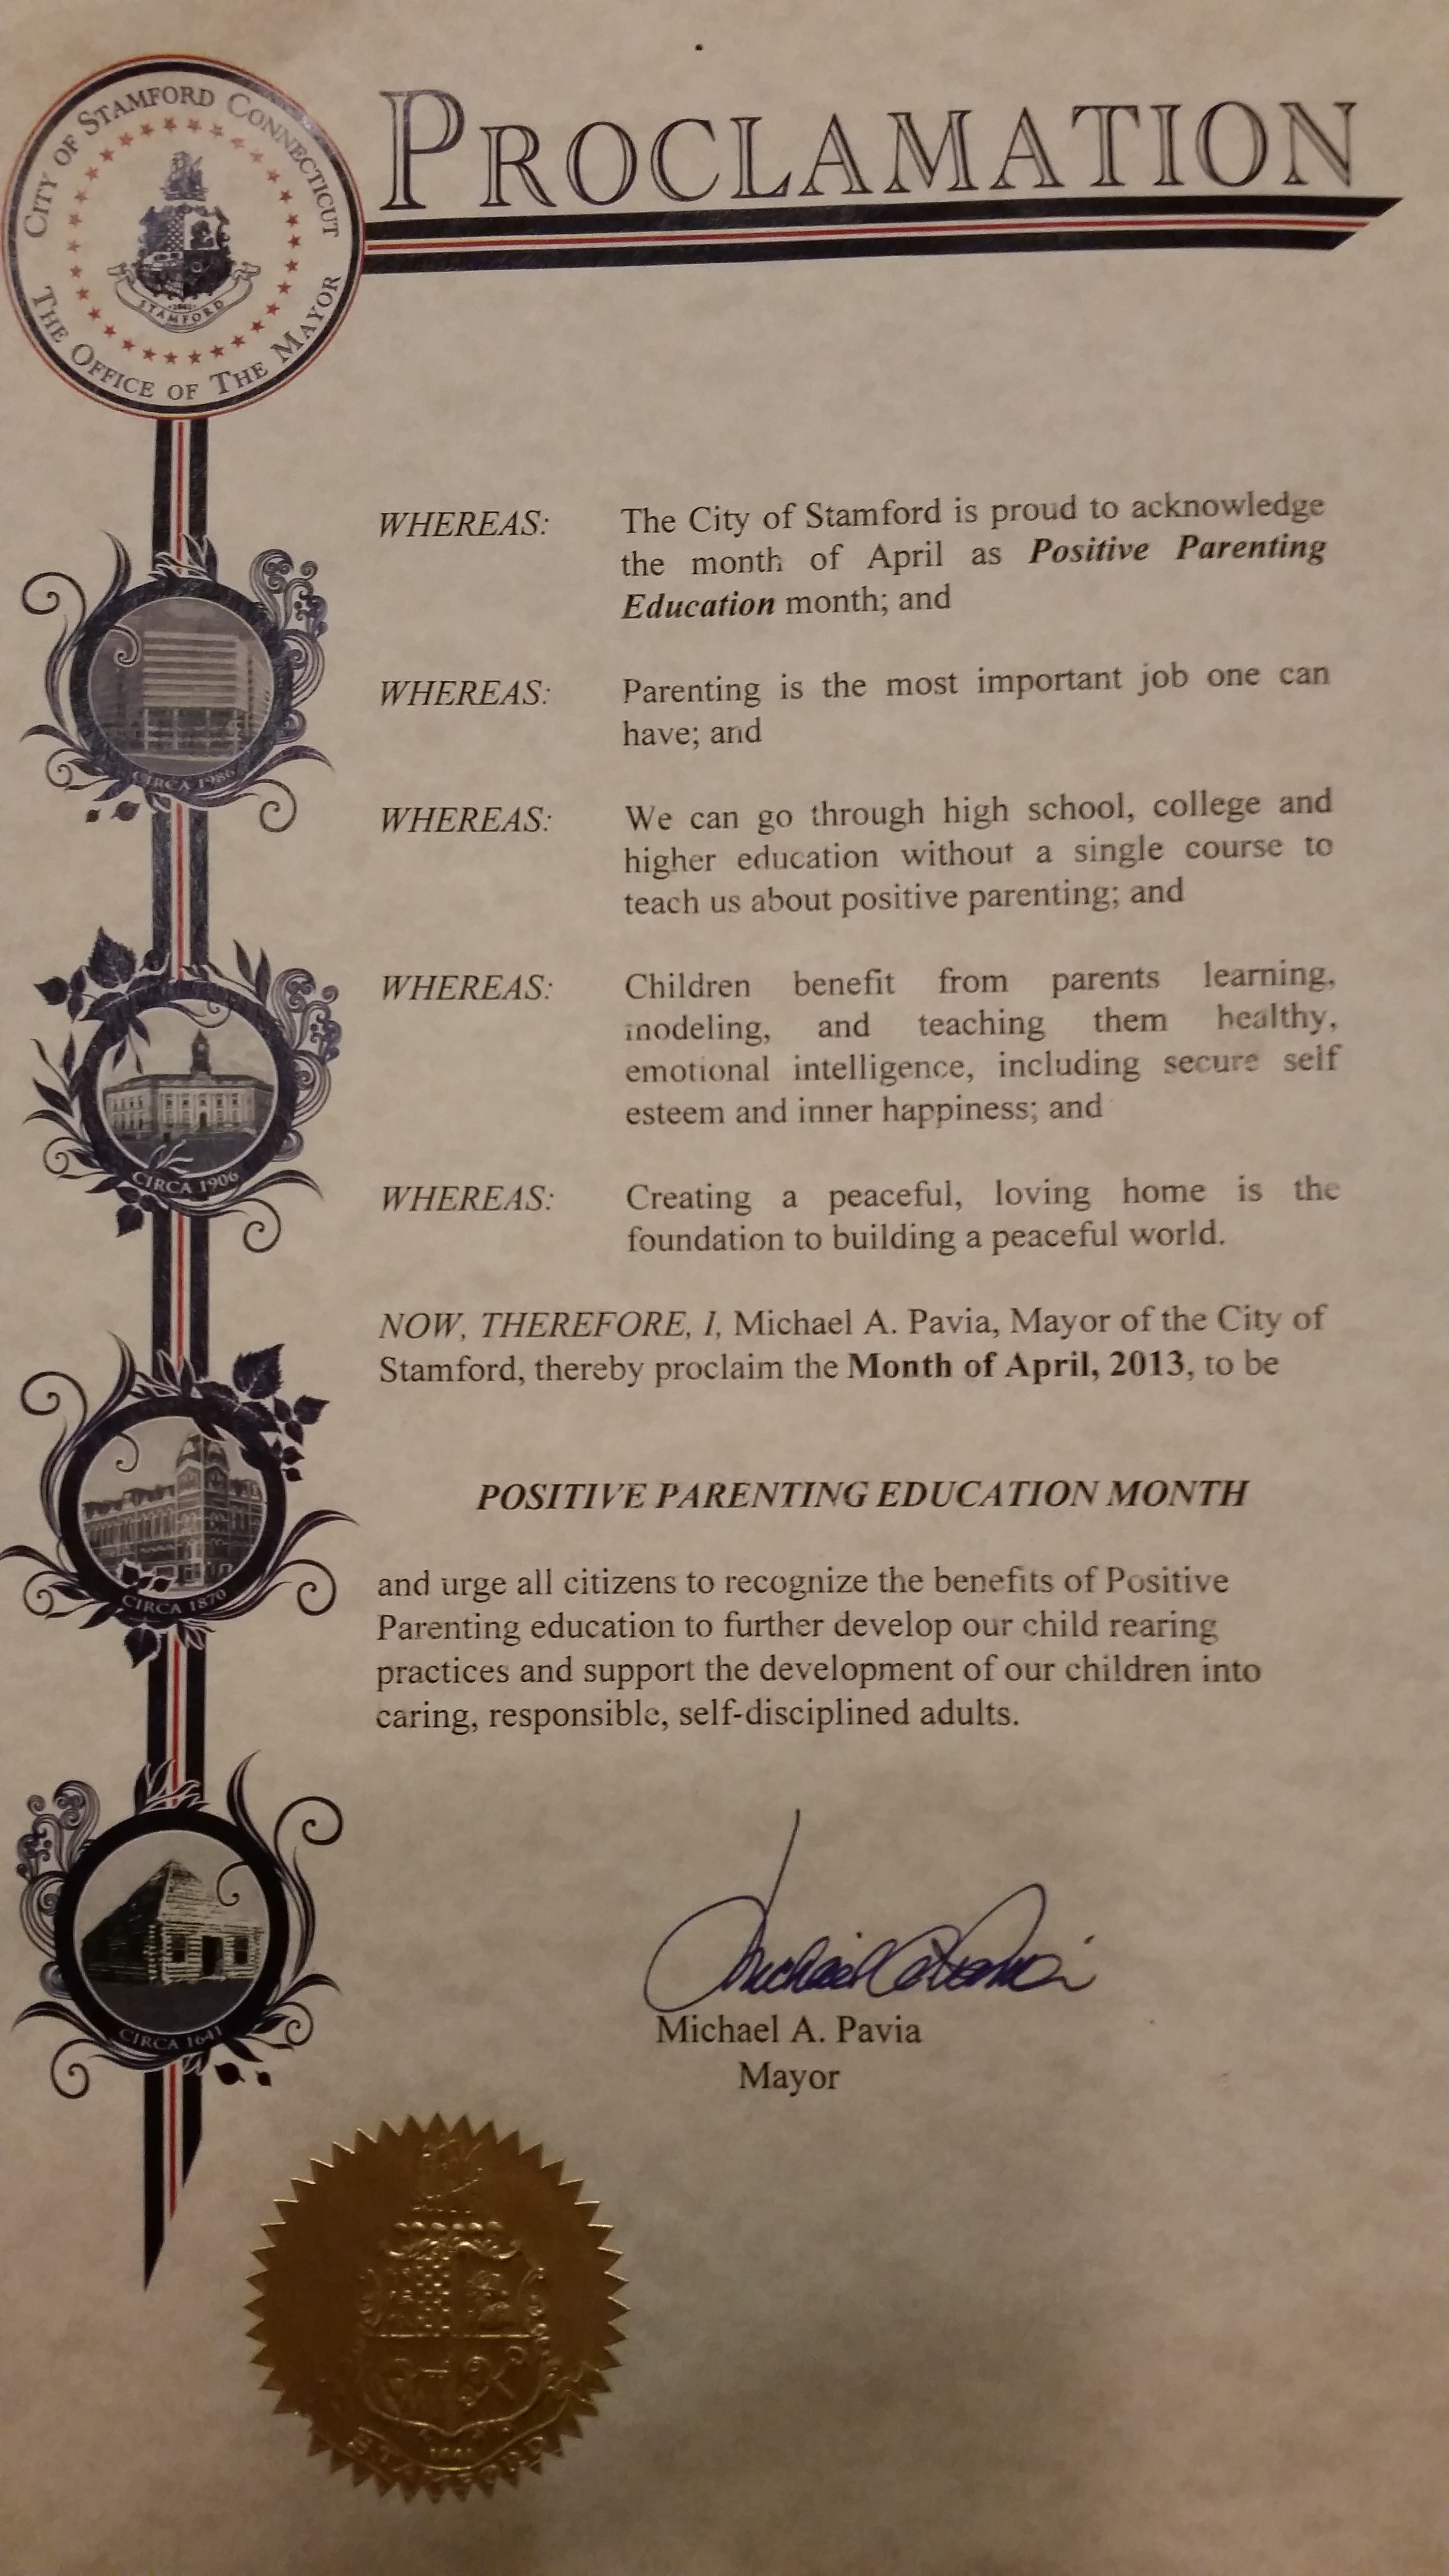 CITY OF STAMFORD CONNECTICUT
THE OFFICE OF THE MAYOR
STAMFORD
PROCLAMATION
WHEREAS: The City of Stamford is proud to acknowledge
the month of April as Positive Parenting
Education month; and
WHEREAS: Parenting is the most important job one can
have; and
WHEREAS: We can go through high school, college and
higher education without a single course to
teach us about positive parenting; and
WHEREAS: Children benefit from parents learning,
modeling, and teaching them healthy,
emotional intelligence, including secure self
esteem and inner happiness; and
WHEREAS: Creating a peaceful, loving home is the
foundation to building a peaceful world.
NOW, THEREFORE, I, Michael A. Pavia, Mayor of the City of
Stamford, thereby proclaim the Month of April, 2013, to be
POSITIVE PARENTING EDUCATION MONTH
and urge all citizens to recognize the benefits of Positive
Parenting education to further develop our child rearing
practices and support the development of our children into
caring, responsible, self-disciplined adults.
Michael A. Pavia
Mayor
CIRCA 1986
CIRCA 1906
CIRCA 1870
CIRCA 1641
STAMFORD